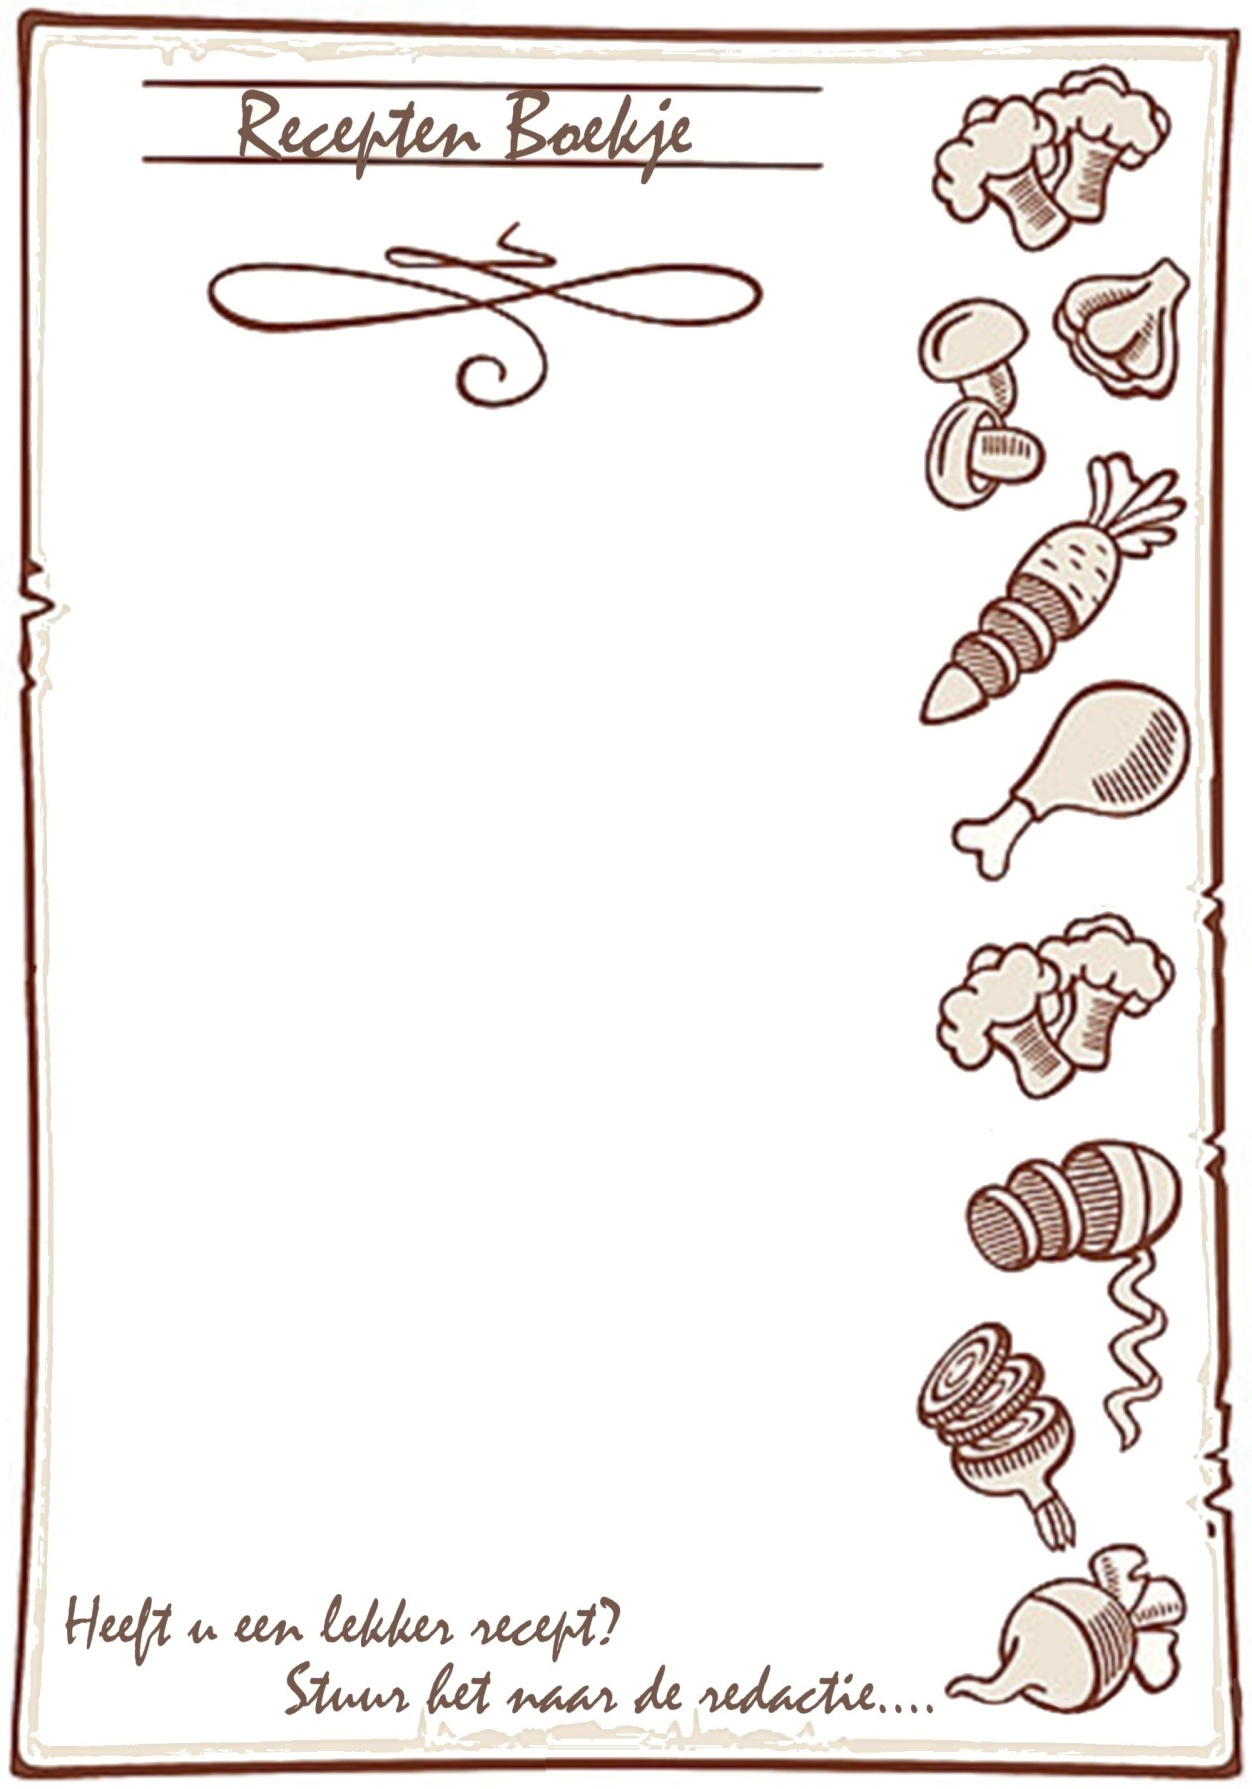 Recepten Boekje
Heeft u een lekker recept?
Stuur het naar de redactie....